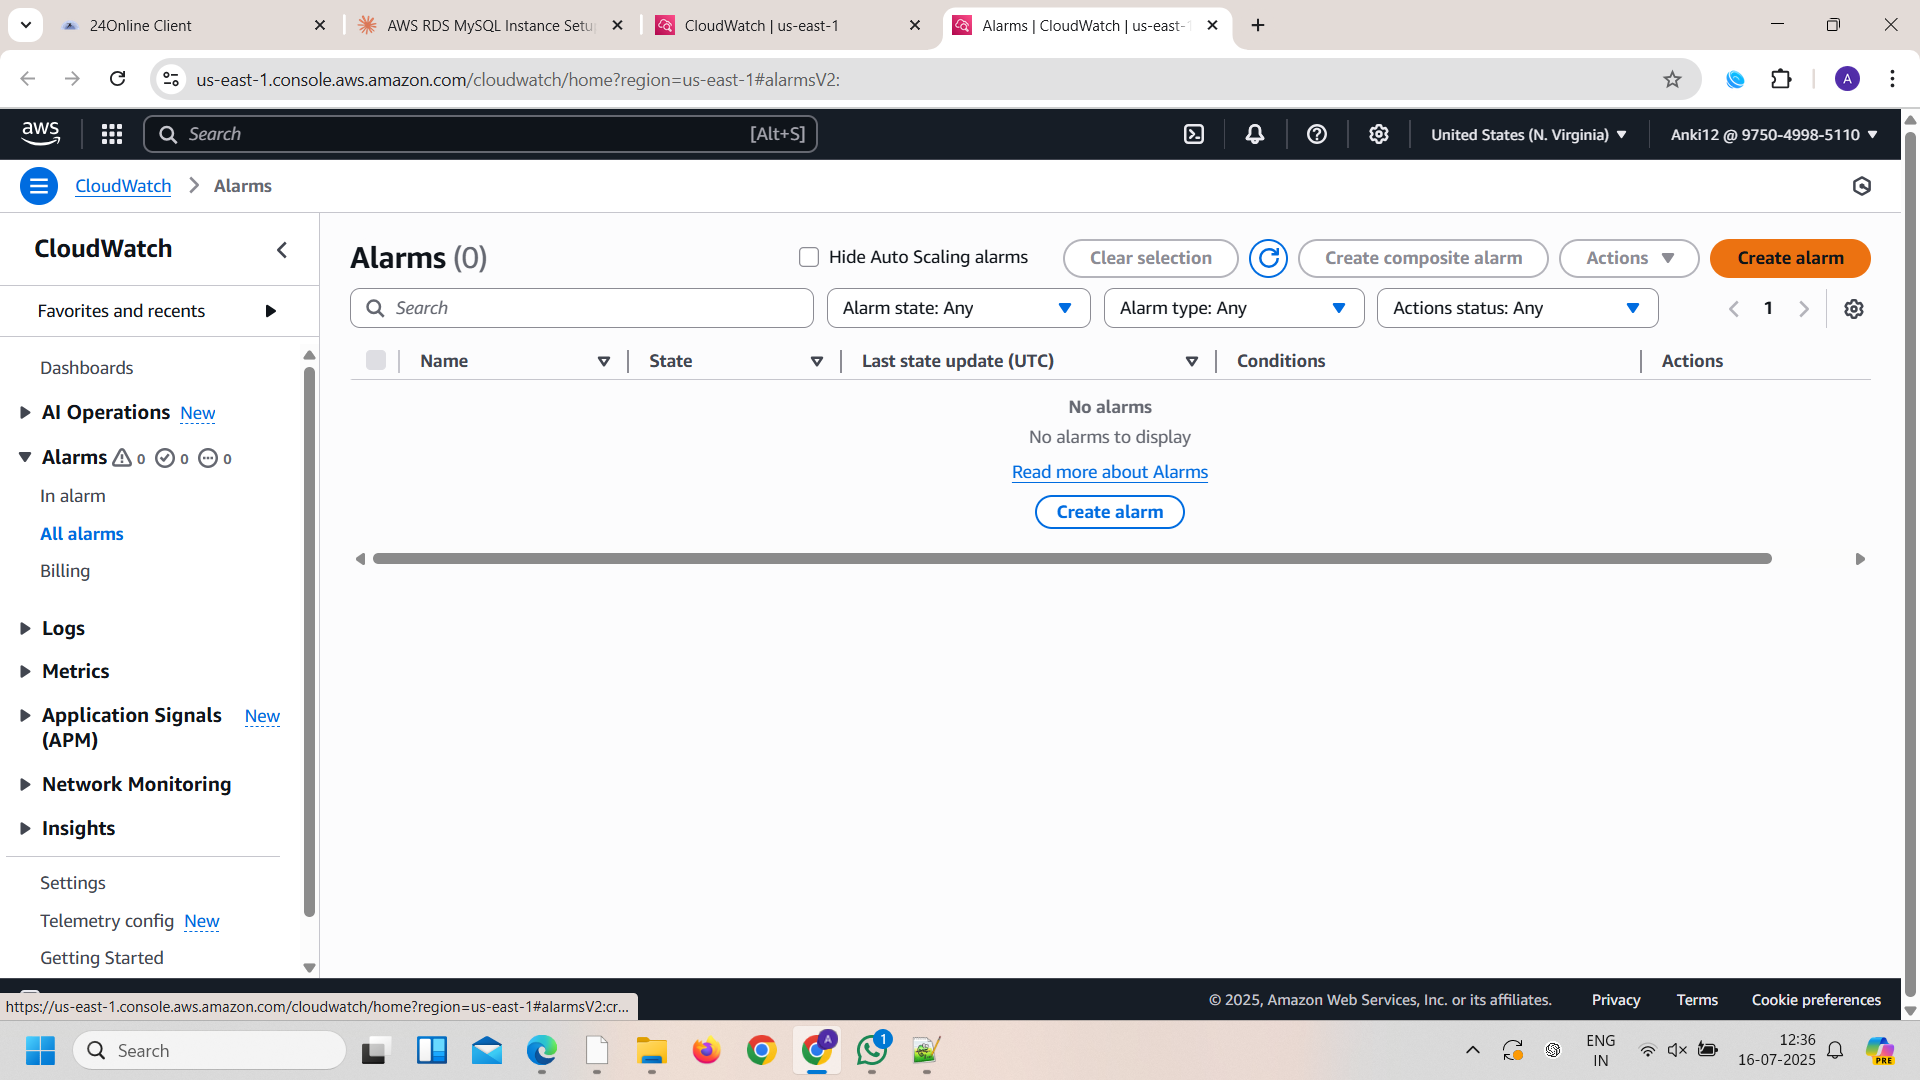 24Online Client
AWS RDS MySQL Instance Setu
CloudWatch | us-east-1
Alarms | CloudWatch | us-east-1
us-east-1.console.aws.amazon.com/cloudwatch/home?region=us-east-1#alarmsV2:
A
aws
Search
[Alt+S]
United States (N. Virginia)
Anki12 @ 9750-4998-5110
CloudWatch
Alarms
CloudWatch
Favorites and recents
Dashboards
AI Operations New
Alarms 0 0 0
In alarm
All alarms
Billing
Logs
Metrics
Application Signals New
(APM)
Network Monitoring
Insights
Settings
Telemetry config New
Getting Started
Alarms (0)
Hide Auto Scaling alarms
Clear selection
Create composite alarm
Actions
Create alarm
Search
Alarm state: Any
Alarm type: Any
Actions status: Any
1
Name
State
Last state update (UTC)
Conditions
Actions
No alarms
No alarms to display
Read more about Alarms
Create alarm
https://us-east-1.console.aws.amazon.com/cloudwatch/home?region=us-east-1#alarmsV2:cr...
© 2025, Amazon Web Services, Inc. or its affiliates.
Privacy
Terms
Cookie preferences
Search
A
1
ENG
IN
12:36
16-07-2025
PRE